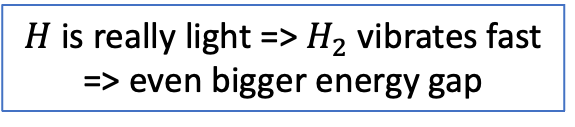 H is really light => H₂ vibrates fast
=> even bigger energy gap